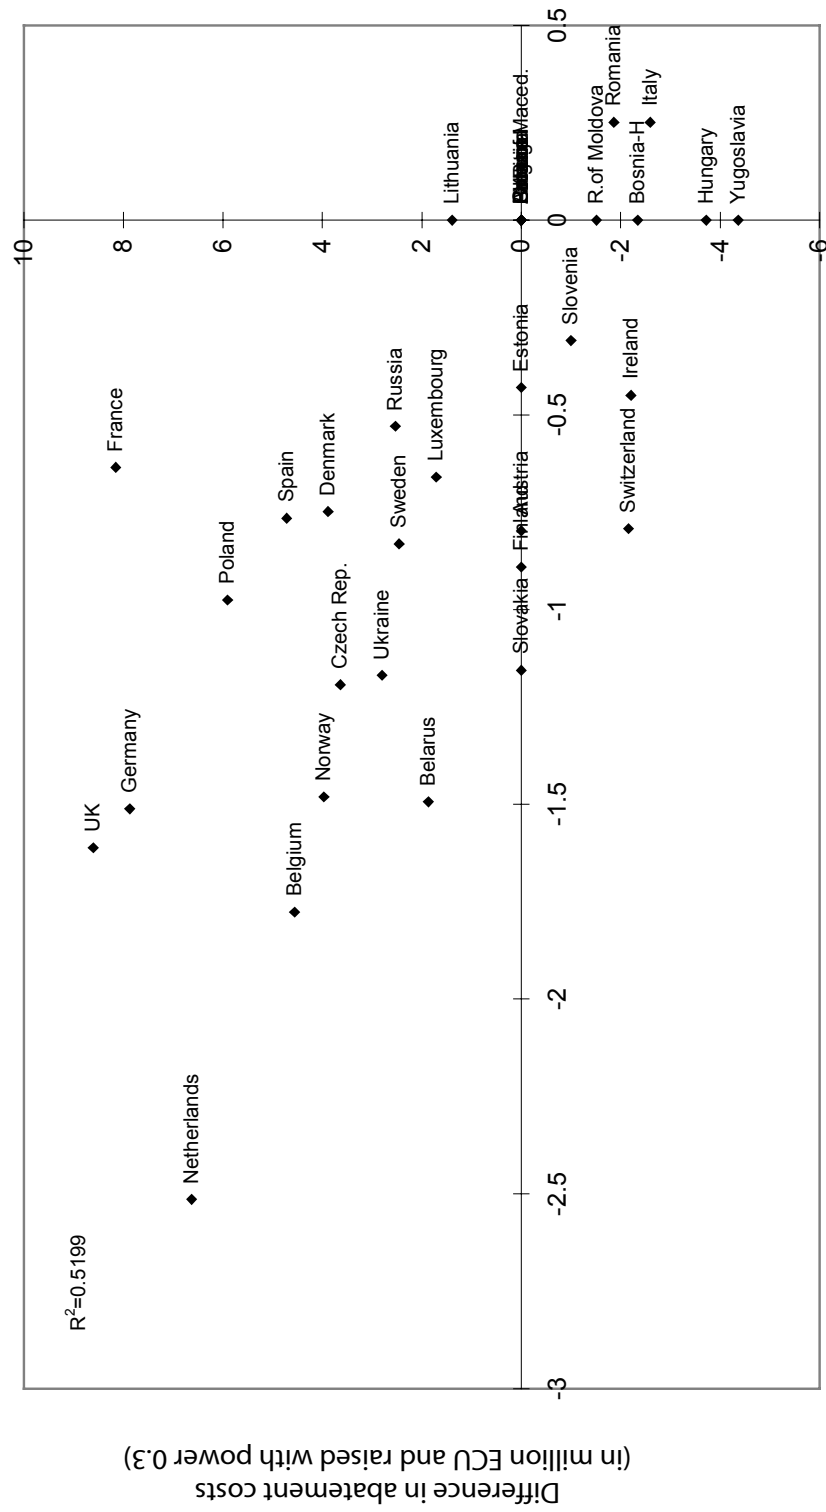 Difference in abatement costs
(in million ECU and raised with power 0.3)
R²=0.5199
10
8
6
4
2
0
-2
-4
-6
-3
-2.5
-2
-1.5
-1
-0.5
0
0.5
UK
France
Germany
Netherlands
Poland
Spain
Belgium
Norway
Denmark
Czech Rep.
Ukraine
Russia
Sweden
Belarus
Luxembourg
Lithuania
Slovakia
Finland
Austria
Estonia
Maced.
Slovenia
R.of Moldova
Romania
Switzerland
Ireland
Bosnia-H
Italy
Hungary
Yugoslavia